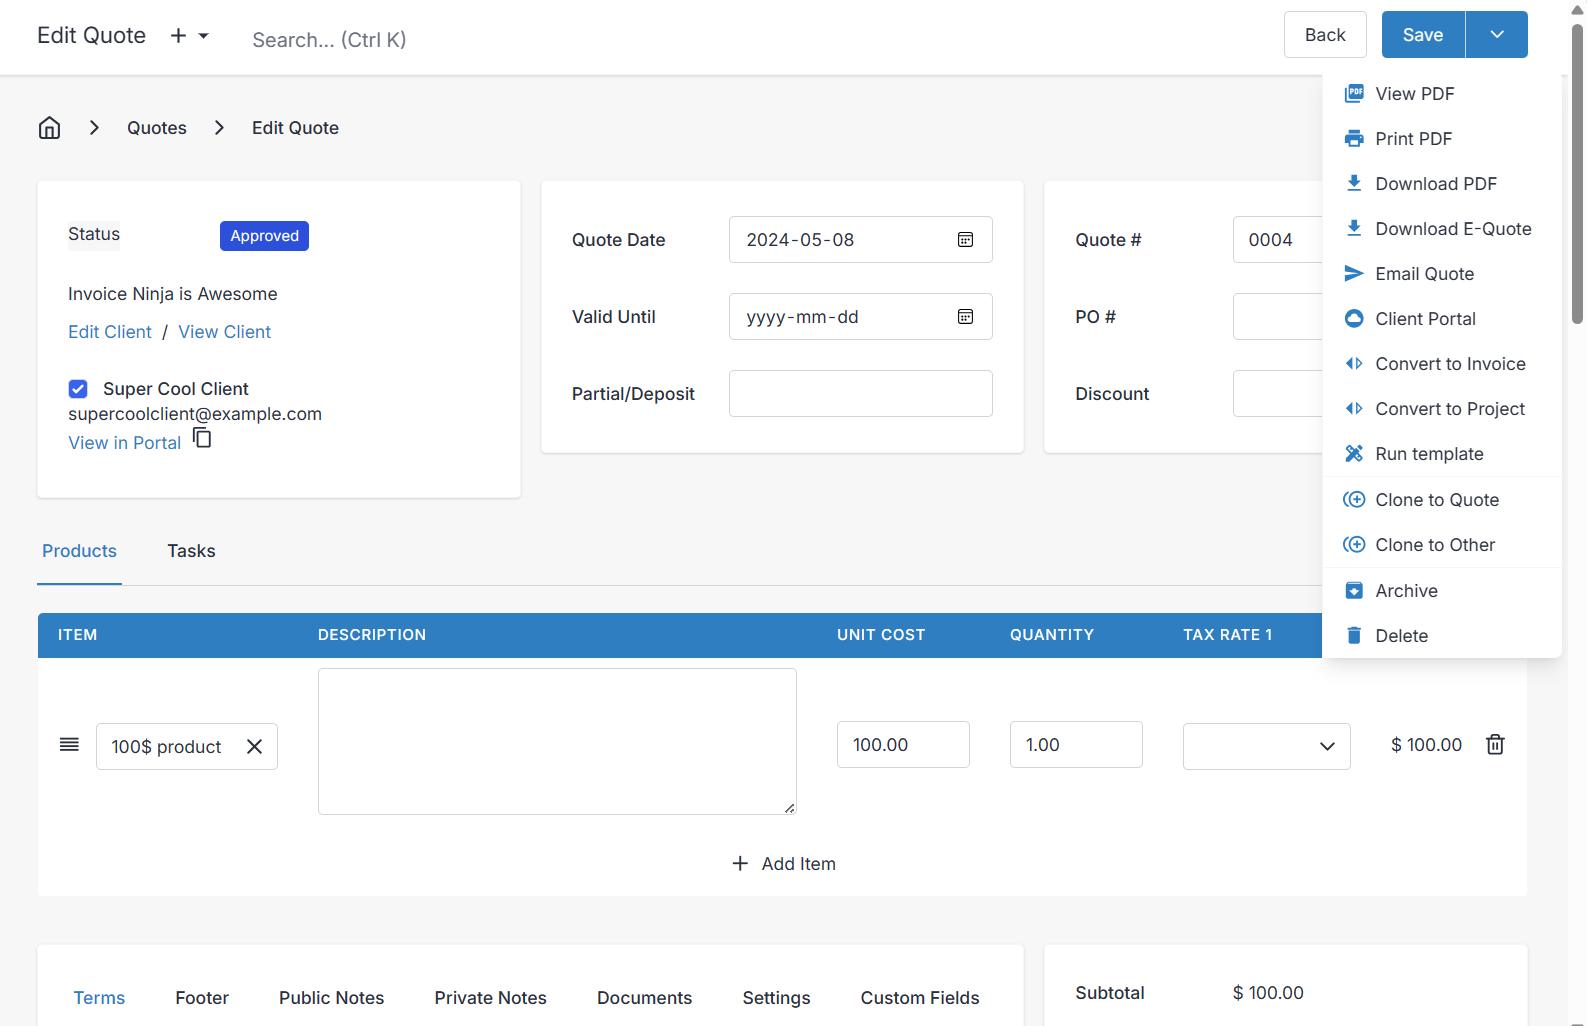 Edit Quote
Search... (Ctrl K)
Back
Save
View PDF
Print PDF
Download PDF
Download E-Quote
Email Quote
Client Portal
Convert to Invoice
Convert to Project
Run template
Clone to Quote
Clone to Other
Archive
Delete
Quotes
Edit Quote
Status
Approved
Invoice Ninja is Awesome
Edit Client / View Client
Super Cool Client
supercoolclient@example.com
View in Portal
Quote Date
2024-05-08
Valid Until
yyyy-mm-dd
Partial/Deposit
Quote #
0004
PO #
Discount
Products
Tasks
ITEM
DESCRIPTION
UNIT COST
QUANTITY
TAX RATE 1
100$ product
100.00
1.00
$ 100.00
Add Item
Terms
Footer
Public Notes
Private Notes
Documents
Settings
Custom Fields
Subtotal
$ 100.00